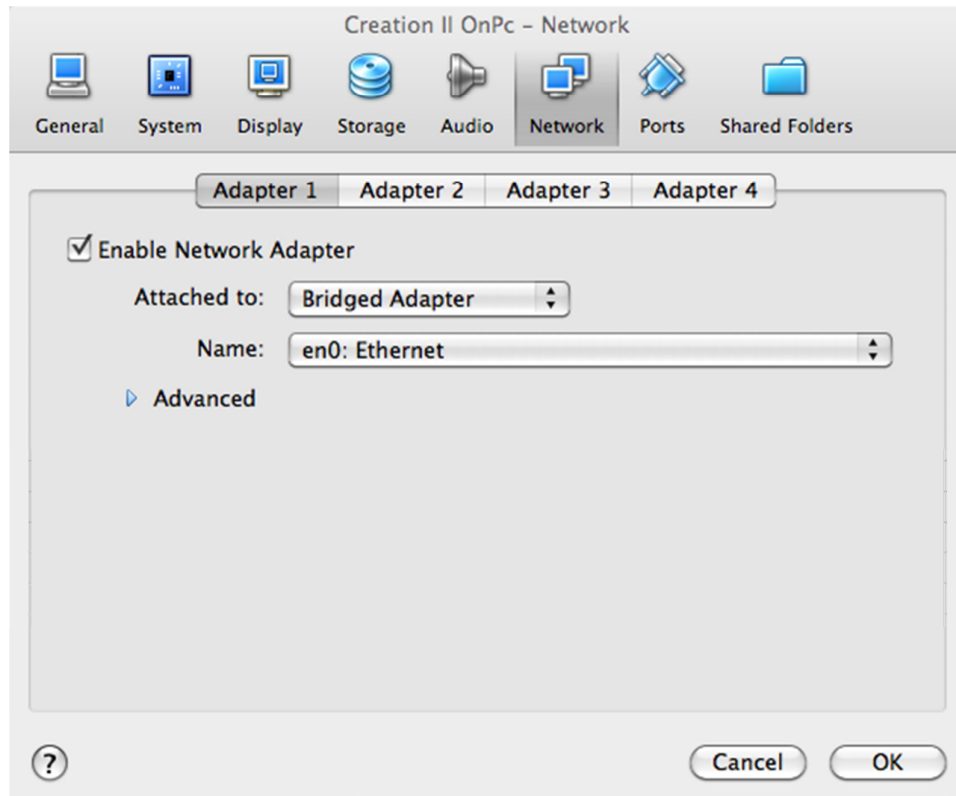 Creation II OnPc – Network
General System Display Storage Audio Network Ports Shared Folders
Adapter 1 Adapter 2 Adapter 3 Adapter 4
Enable Network Adapter
Attached to: Bridged Adapter
Name: en0: Ethernet
Advanced
? Cancel OK